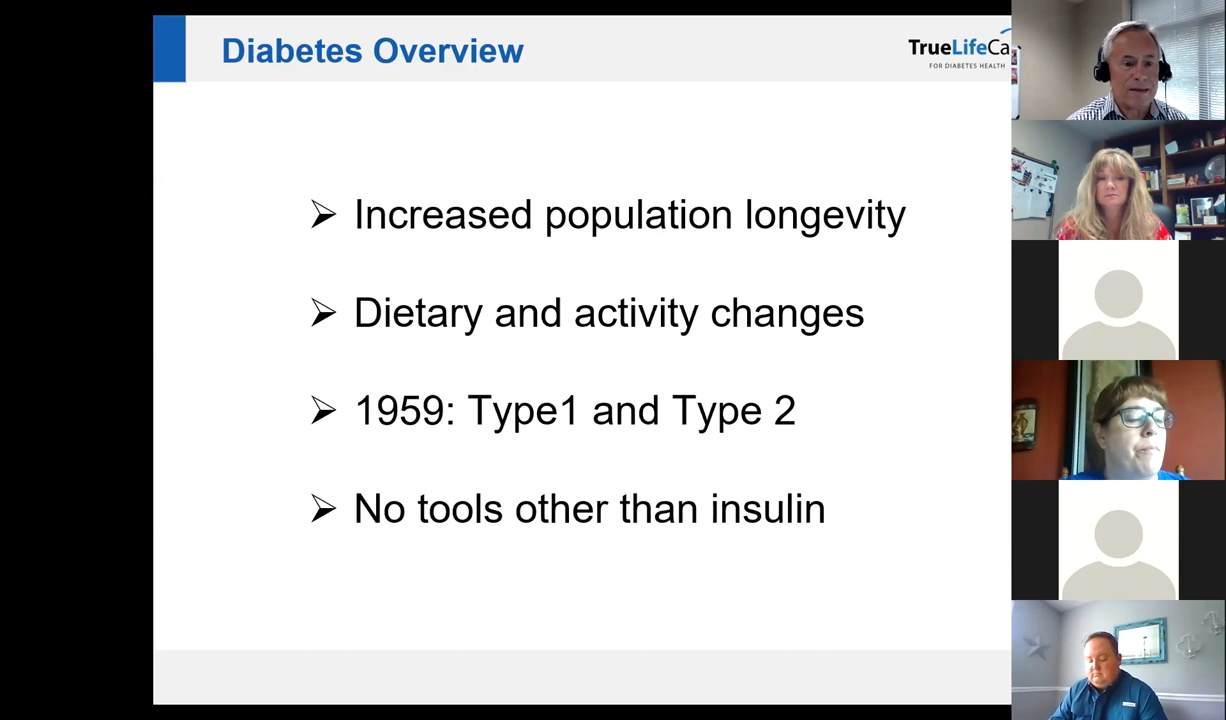 Diabetes Overview
TrueLifeCa
FOR DIABETES HEALTH
➢ Increased population longevity
➢ Dietary and activity changes
➢ 1959: Type1 and Type 2
➢ No tools other than insulin